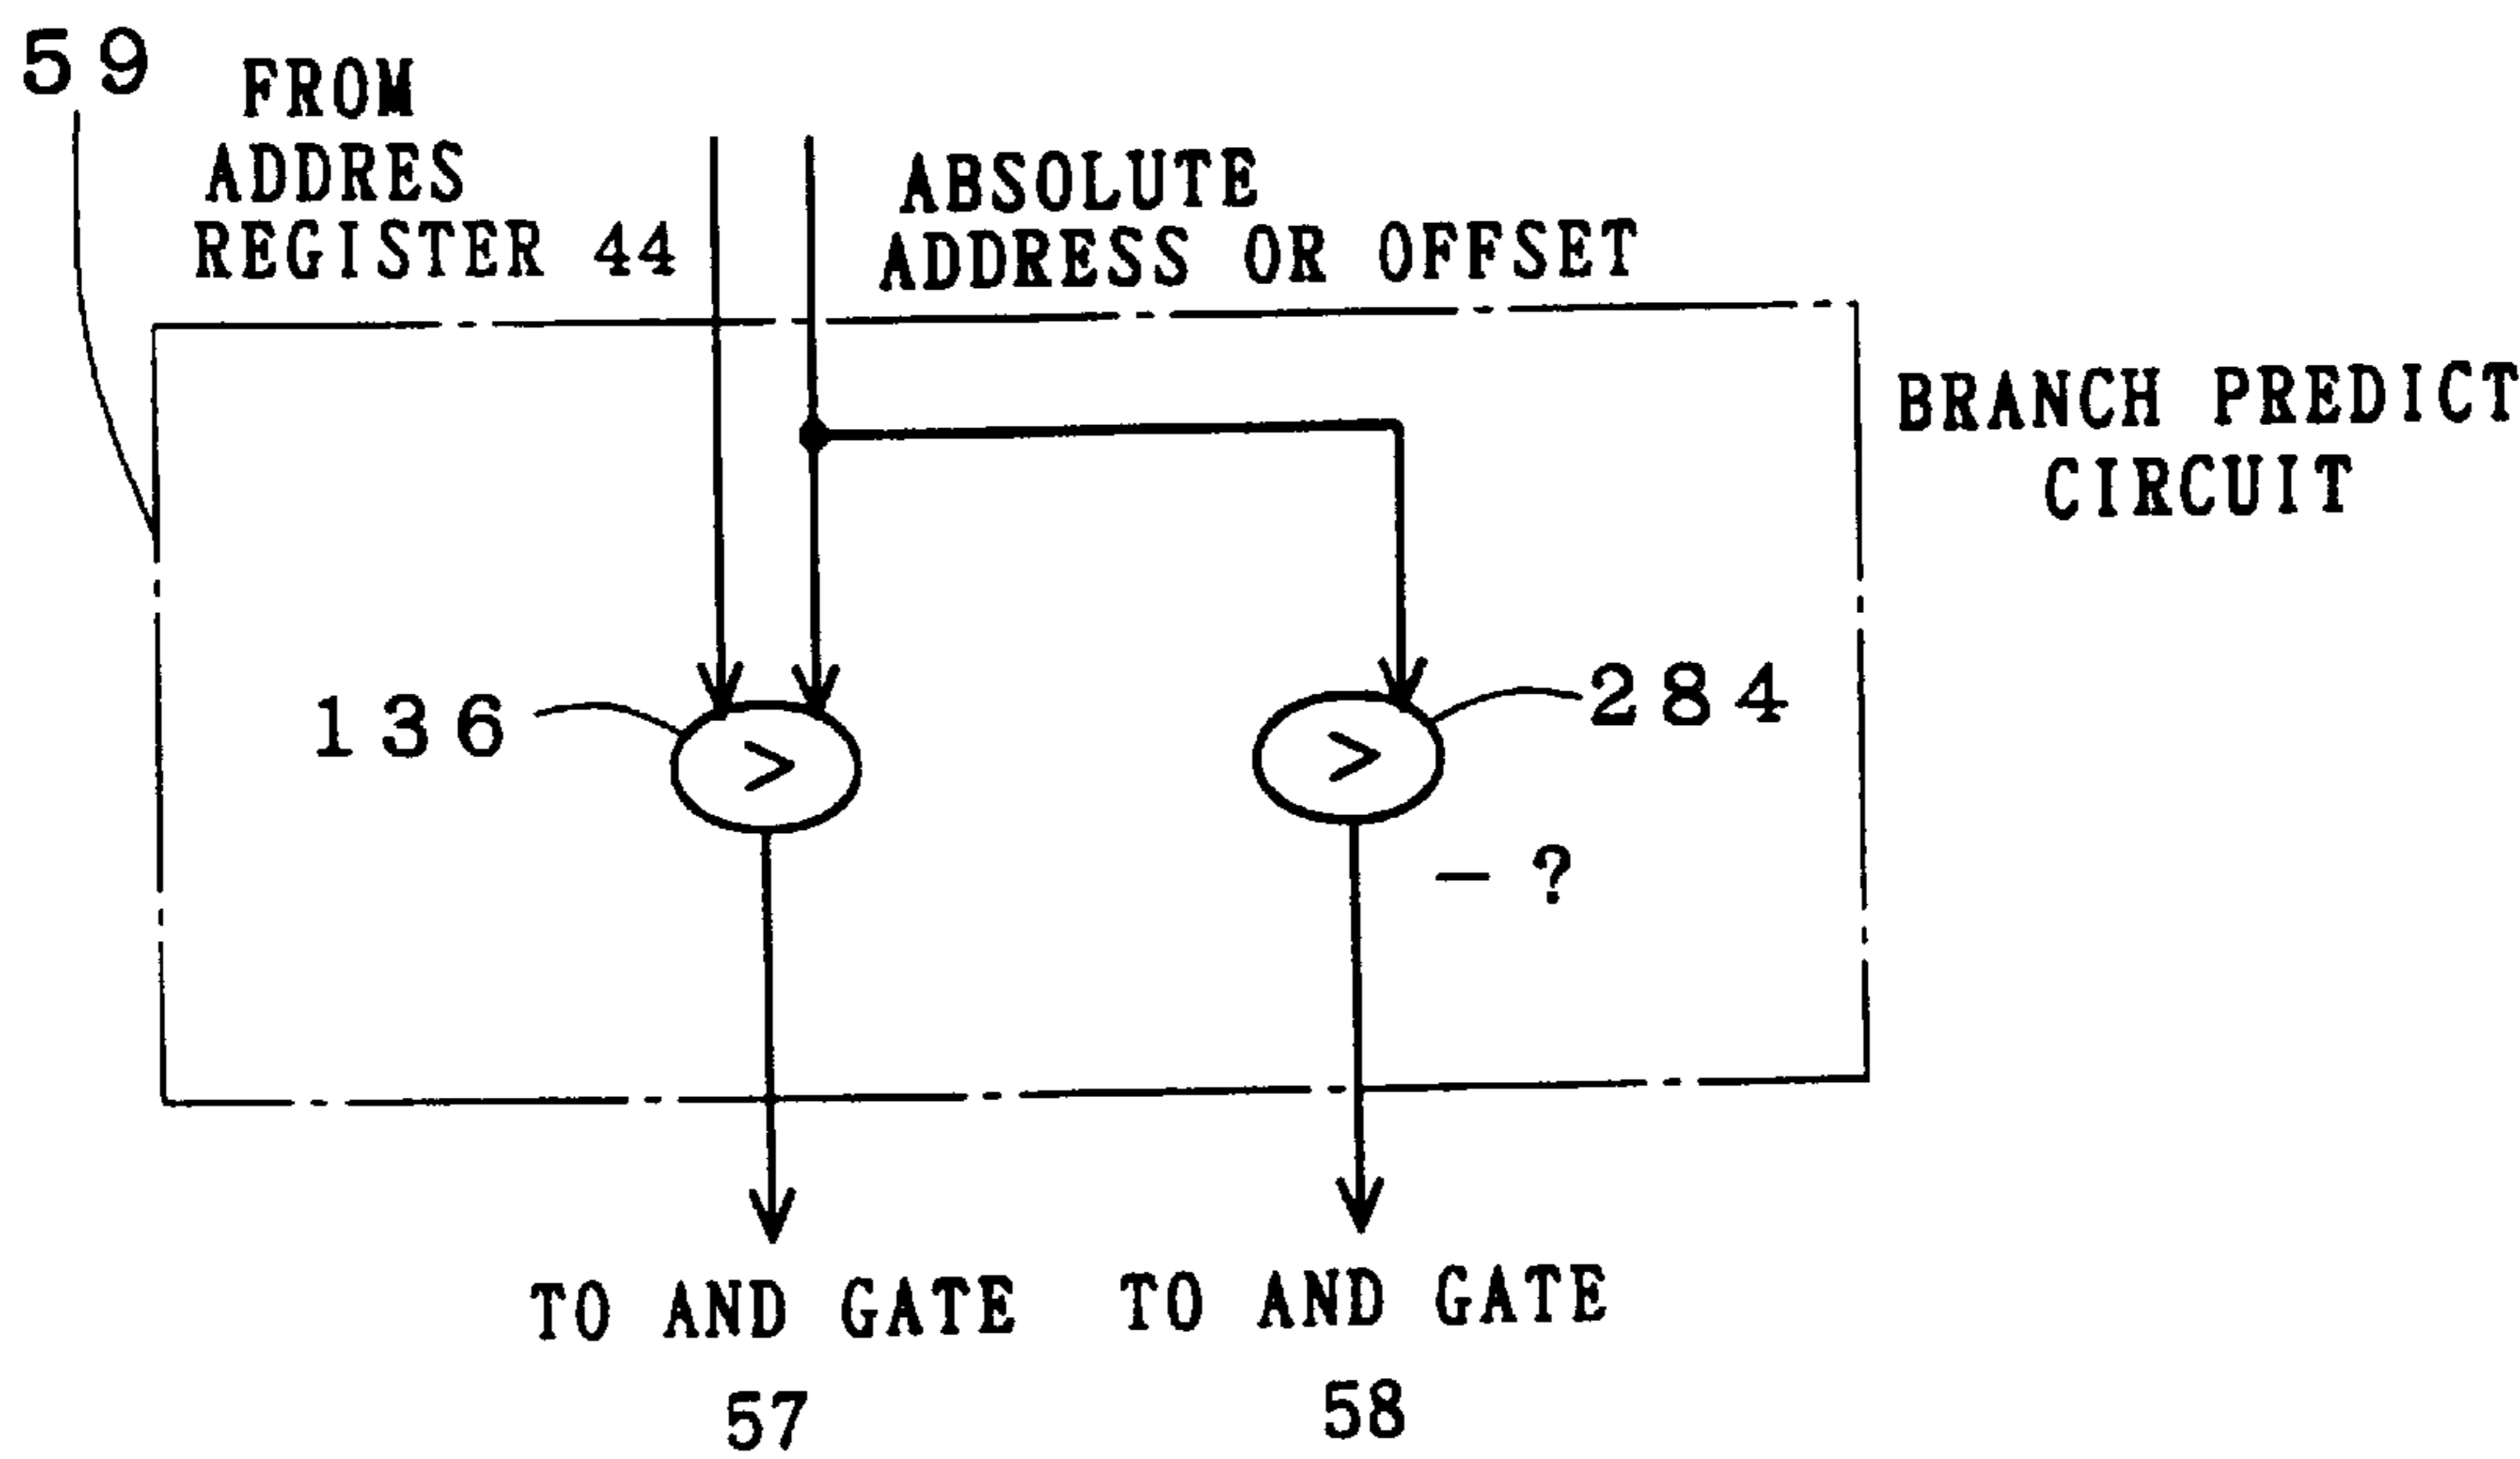 59
FROM
ADDRES
REGISTER 44
ABSOLUTE
ADDRESS OR OFFSET
BRANCH PREDICT
CIRCUIT
136
>
>
284
- ?
TO AND GATE
57
TO AND GATE
58